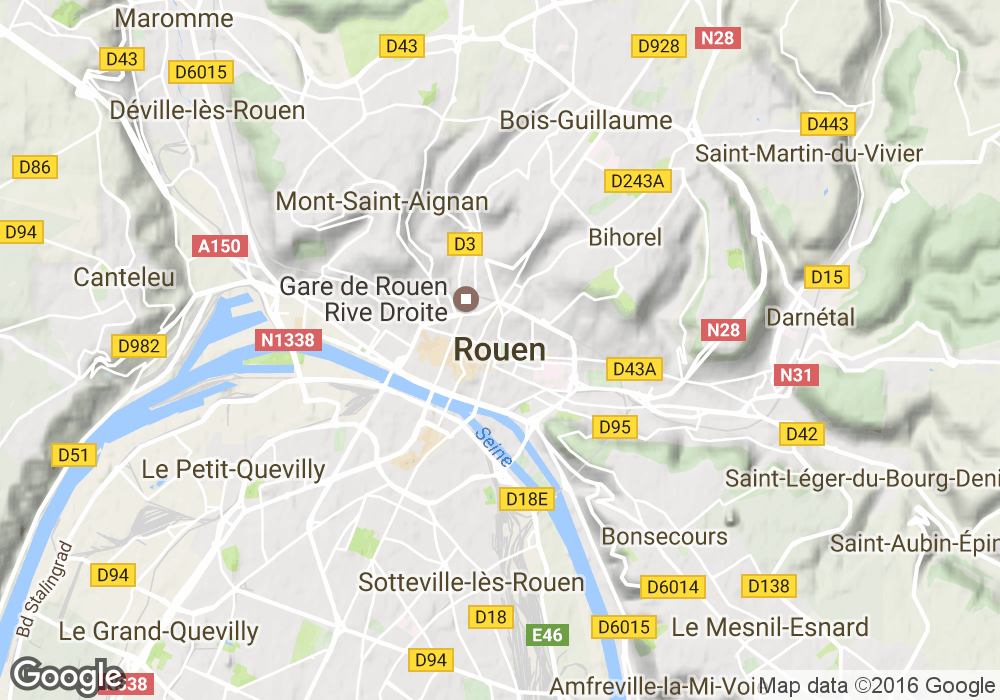 Maromme
D43
N28
D928
D43
D6015
Déville-lès-Rouen
Bois-Guillaume
D443
Saint-Martin-du-Vivier
D86
D243A
Mont-Saint-Aignan
D94
Bihorel
A150
D3
Canteleu
D15
Gare de Rouen
Rive Droite
Darnétal
N28
N1338
D982
Rouen
D43A
N31
D95
D42
Seine
D51
Le Petit-Quevilly
Saint-Léger-du-Bourg-Deni
D18E
Bonsecours
Saint-Aubin-Épin
Bd Stalingrad
D94
Sotteville-lès-Rouen
D6014
D138
D18
Le Grand-Quevilly
E46
D6015
Le Mesnil-Esnard
D94
Google
Amfreville-la-Mi-Voi
Map data ©2016 Google